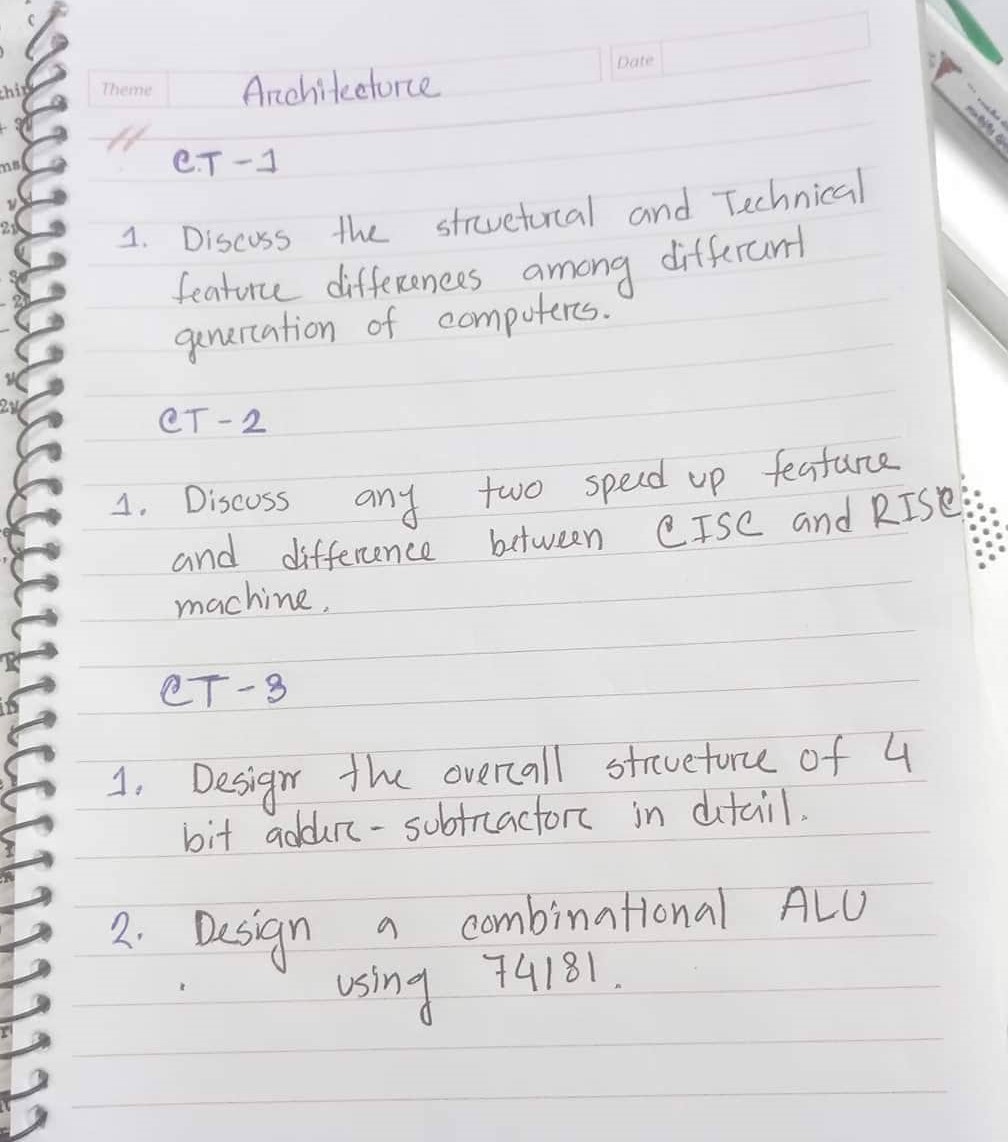 Theme
Architecture
Date
C.T - 1
1. Discuss the structural and Technical
feature differences among different
generation of computers.
CT - 2
1. Discuss any two speed up feature
and difference between CISC and RISC
machine.
CT - 3
1. Design the overall structure of 4
bit adder - subtractor in detail.
2. Design a combinational ALU
using 74181.